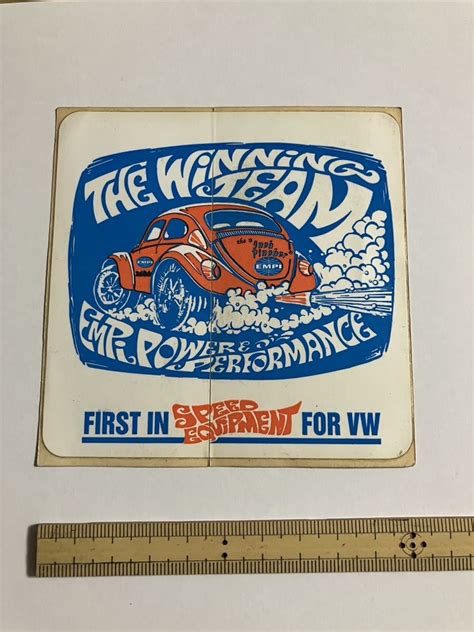 THE WINNING
TEAM
the "Inch
Pincher"
EMPI
EMPI
EMPI, POWER &
PERFORMANCE
FIRST IN SPEED EQUIPMENT FOR VW